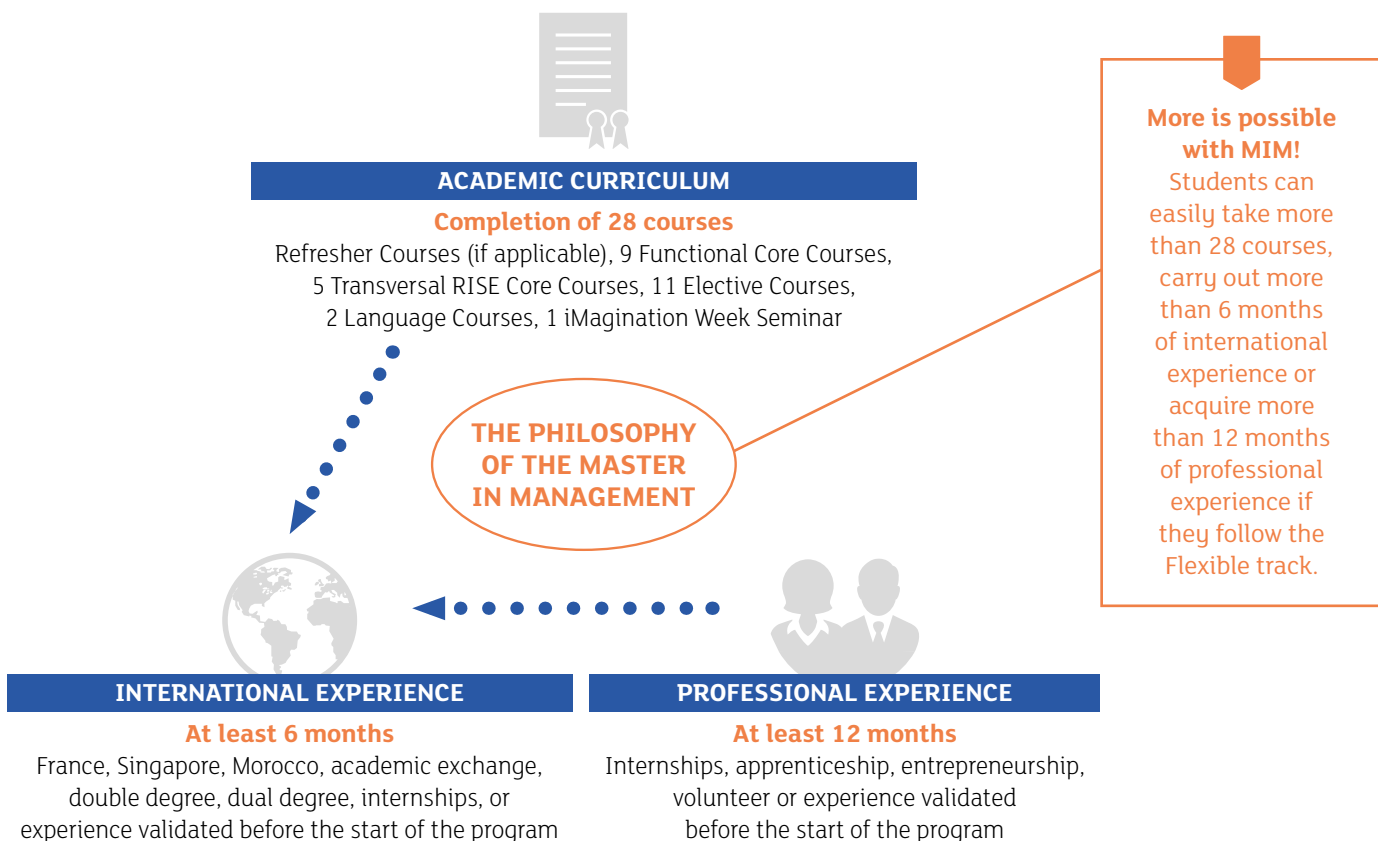 ACADEMIC CURRICULUM
Completion of 28 courses
Refresher Courses (if applicable), 9 Functional Core Courses,
5 Transversal RISE Core Courses, 11 Elective Courses,
2 Language Courses, 1 iMagination Week Seminar
THE PHILOSOPHY
OF THE MASTER
IN MANAGEMENT
More is possible
with MIM!
Students can
easily take more
than 28 courses,
carry out more
than 6 months
of international
experience or
acquire more
than 12 months
of professional
experience if
they follow the
Flexible track.
INTERNATIONAL EXPERIENCE
At least 6 months
France, Singapore, Morocco, academic exchange,
double degree, dual degree, internships, or
experience validated before the start of the program
PROFESSIONAL EXPERIENCE
At least 12 months
Internships, apprenticeship, entrepreneurship,
volunteer or experience validated
before the start of the program